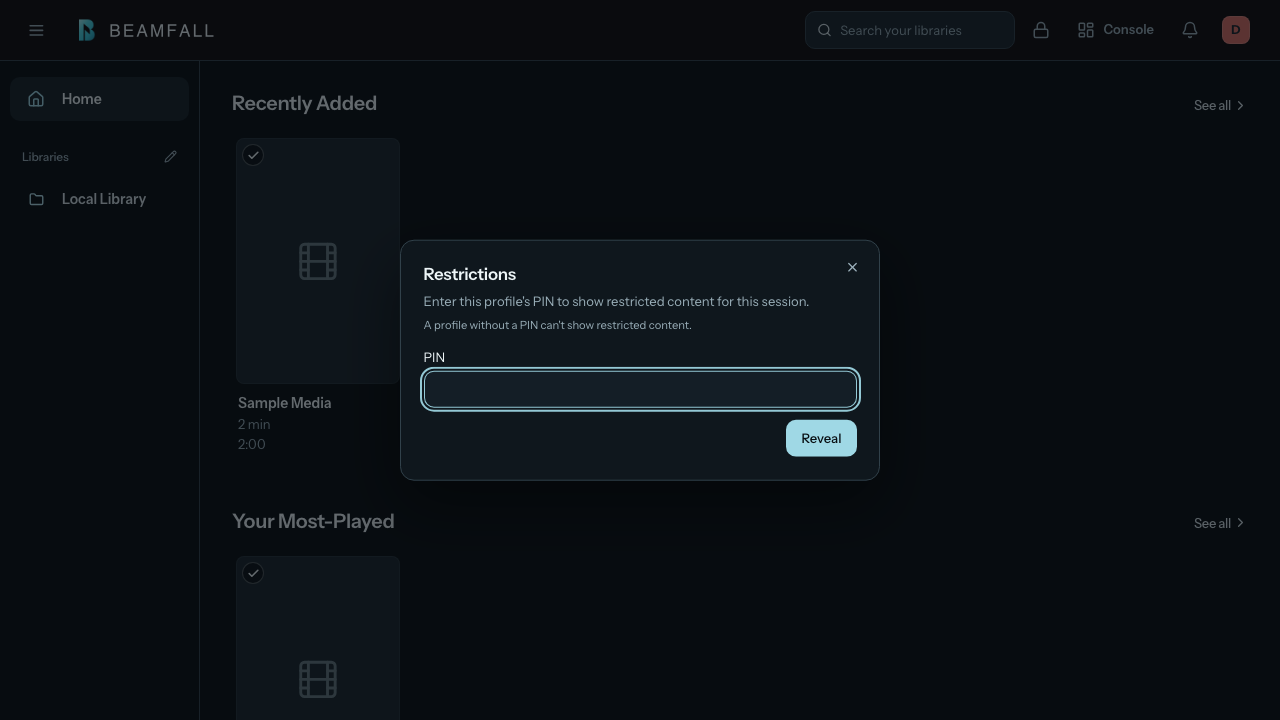 BEAMFALL
Search your libraries
Console
D
Home
Libraries
Local Library
Recently Added
See all
Sample Media
2 min
2:00
Restrictions
Enter this profile's PIN to show restricted content for this session.
A profile without a PIN can't show restricted content.
PIN
Reveal
Your Most-Played
See all